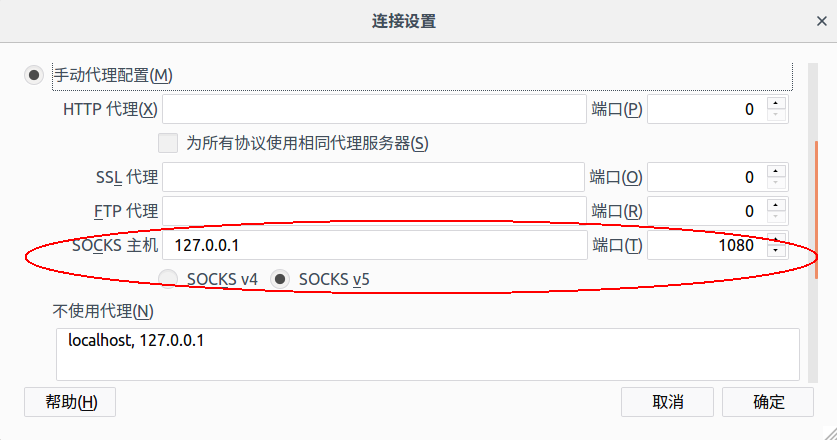 连接设置
手动代理配置(M)
HTTP 代理(X) 端口(P) 0
为所有协议使用相同代理服务器(S)
SSL 代理 端口(O) 0
FTP 代理 端口(R) 0
SOCKS 主机 127.0.0.1 端口(T) 1080
SOCKS v4 SOCKS v5
不使用代理(N)
localhost, 127.0.0.1
帮助(H) 取消 确定